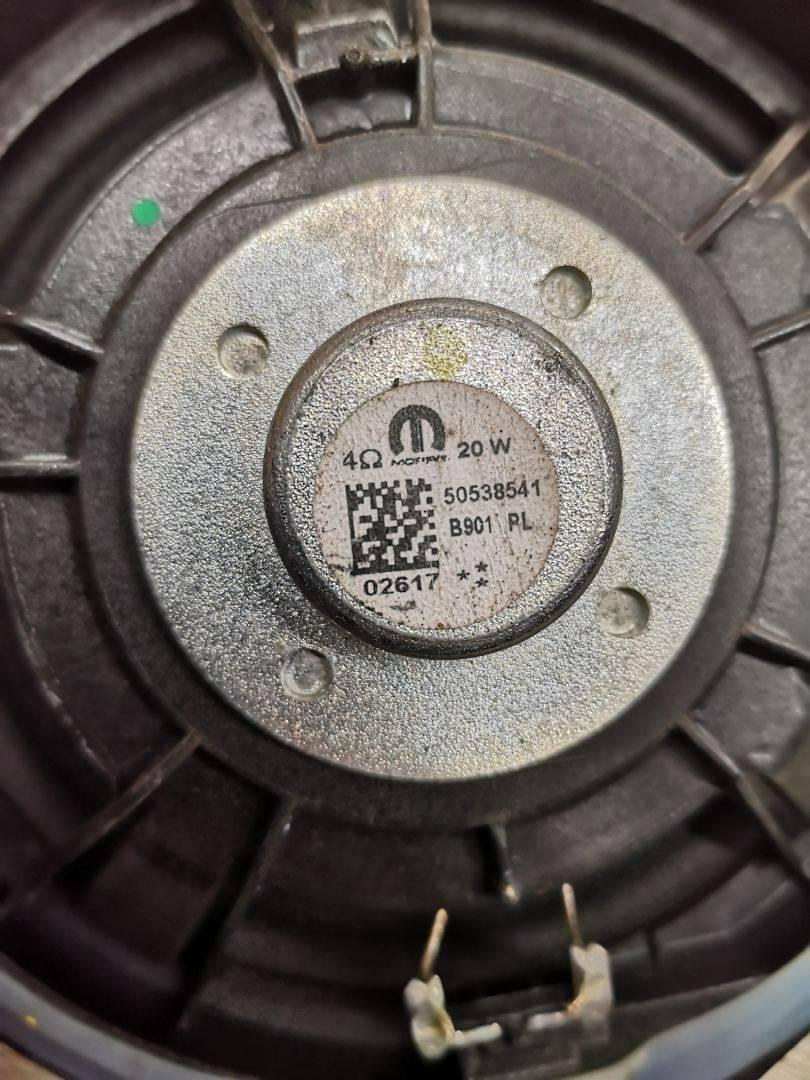 MOPAR
4Ω 20 W
50538541
B901 PL
02617 ***